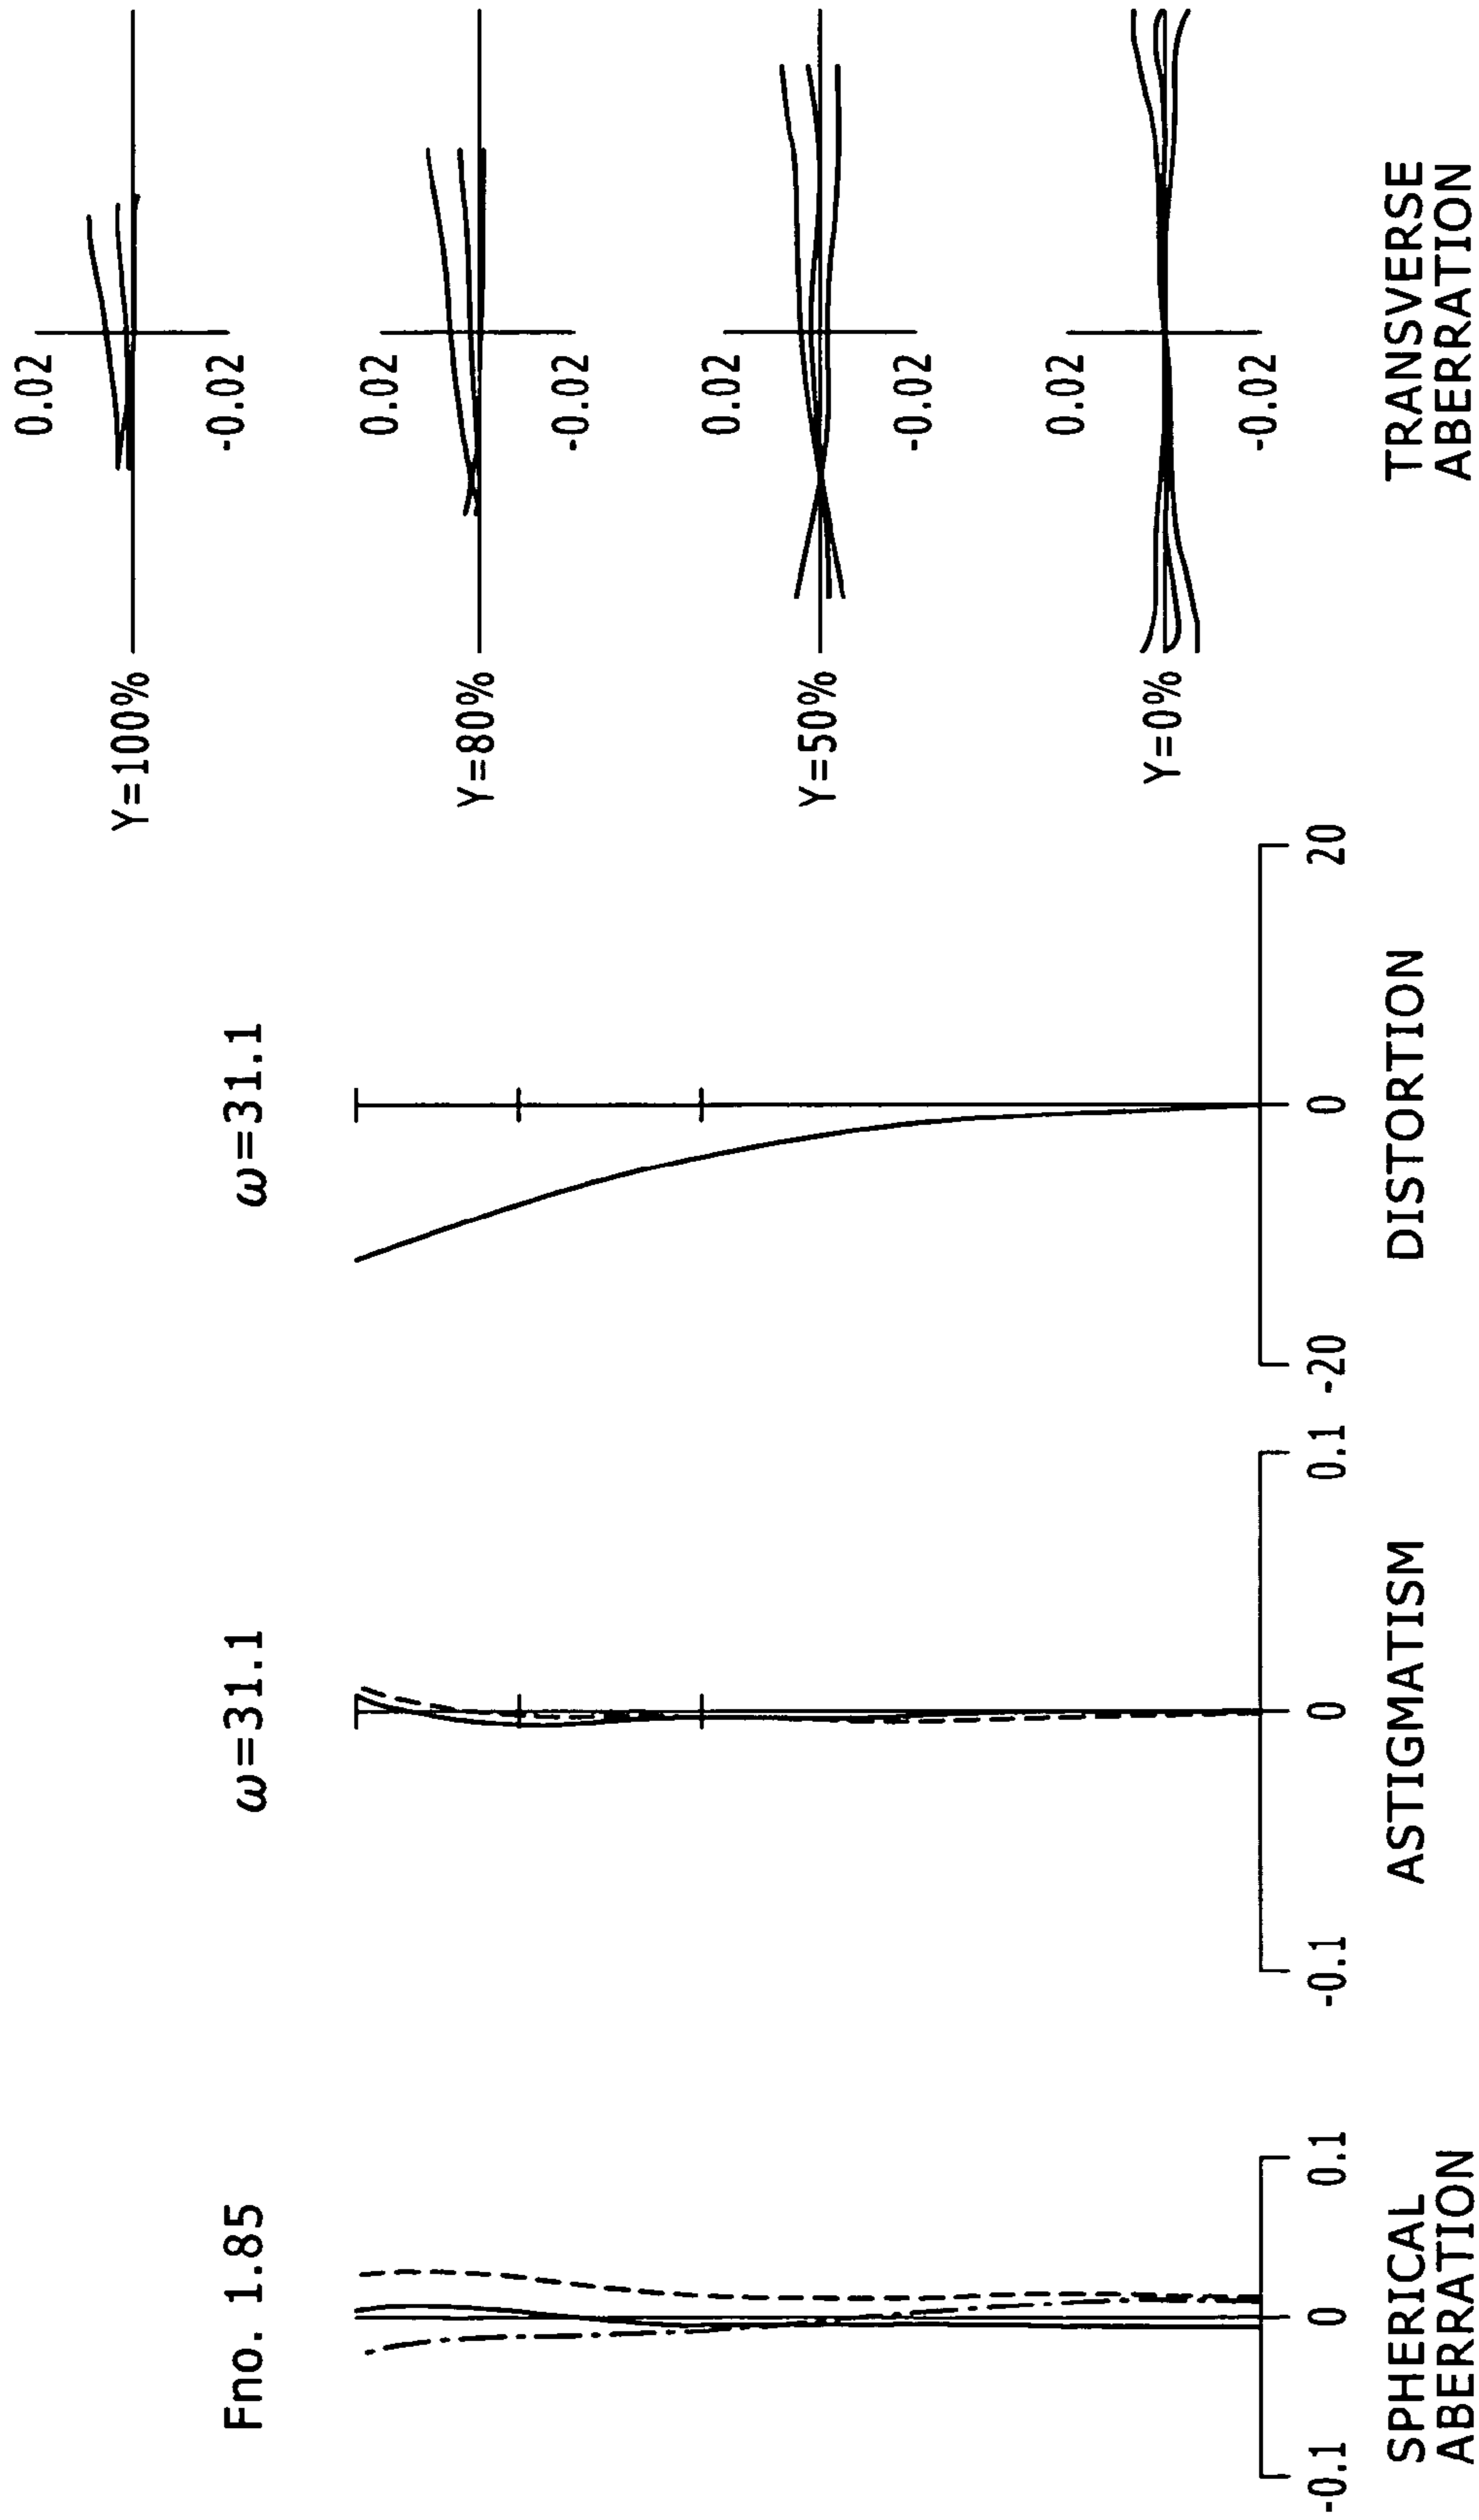 Fno. 1.85
-0.1
0
0.1
SPHERICAL
ABERRATION
ω=31.1
-0.1
0
0.1
ASTIGMATISM
ω=31.1
-20
0
20
DISTORTION
Y=100%
0.02
-0.02
Y=80%
0.02
-0.02
Y=50%
0.02
-0.02
Y=0%
0.02
-0.02
TRANSVERSE
ABERRATION